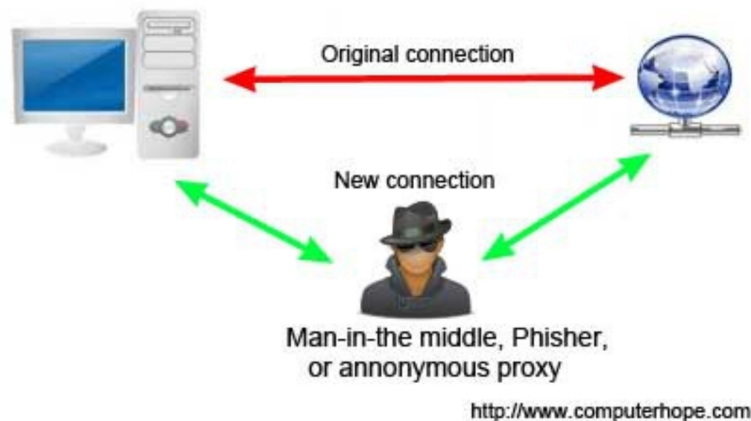 Original connection
New connection
Man-in-the middle, Phisher,
or annonymous proxy
http://www.computerhope.com